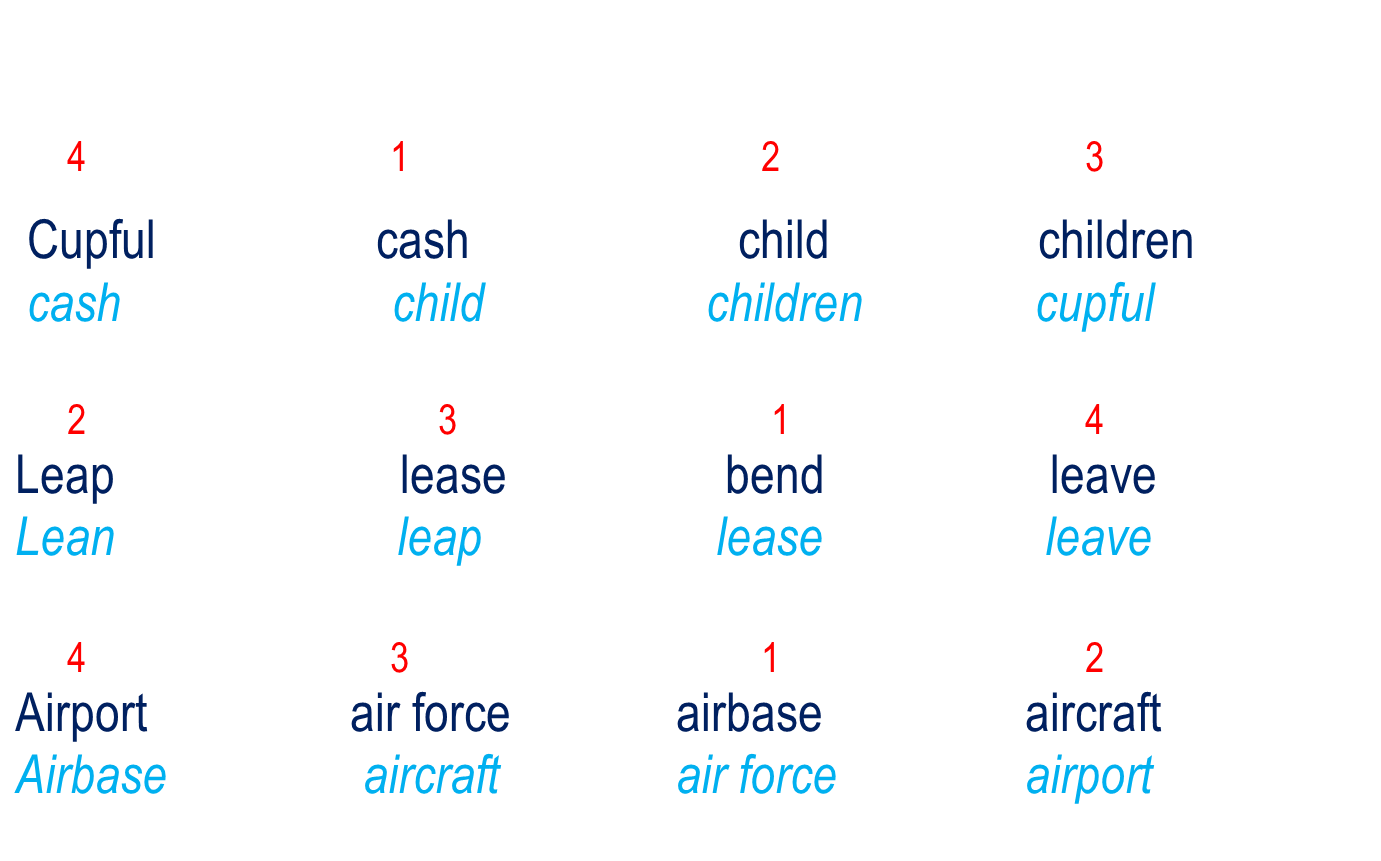 4 1 2 3
Cupful cash child children
cash child children cupful
2 3 1 4
Leap lease bend leave
Lean leap lease leave
4 3 1 2
Airport air force airbase aircraft
Airbase aircraft air force airport